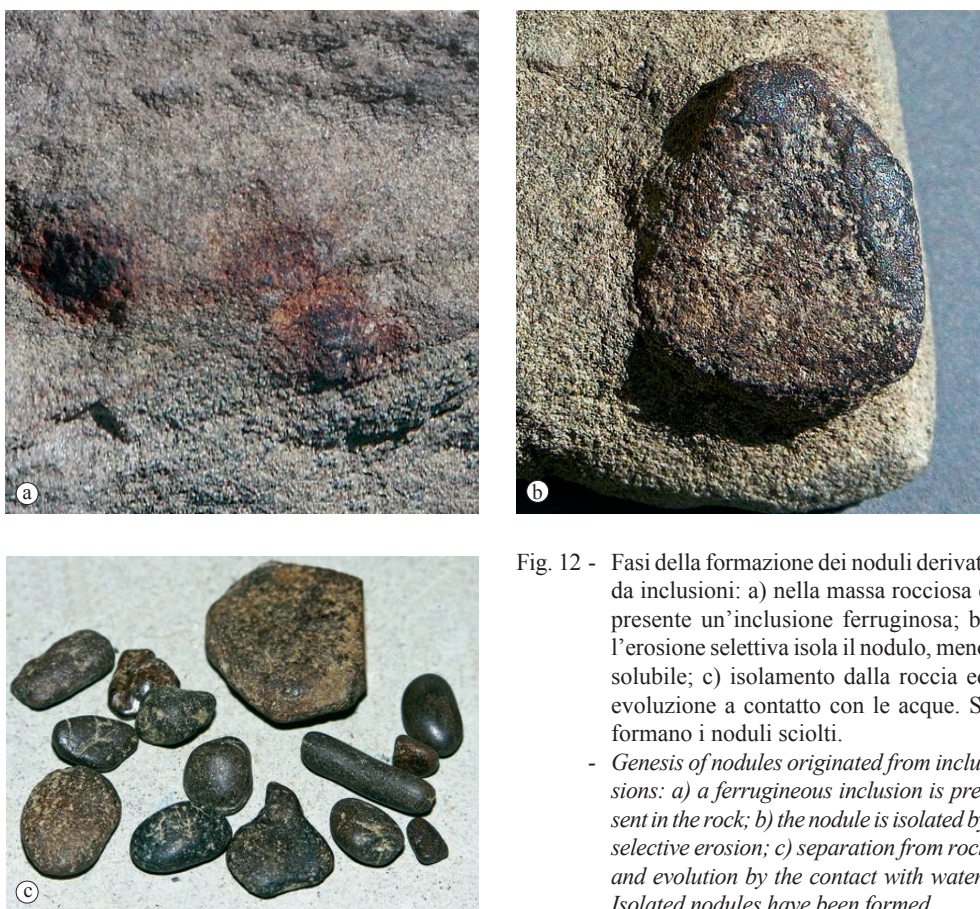 a
b
c
Fig. 12 - Fasi della formazione dei noduli derivat
da inclusioni: a) nella massa rocciosa è
presente un'inclusione ferruginosa; b
l'erosione selettiva isola il nodulo, meno
solubile; c) isolamento dalla roccia ed
evoluzione a contatto con le acque. S
formano i noduli sciolti.
- Genesis of nodules originated from inclu
sions: a) a ferrugineous inclusion is pre
sent in the rock; b) the nodule is isolated by
selective erosion; c) separation from rock
and evolution by the contact with water
Isolated nodules have been formed